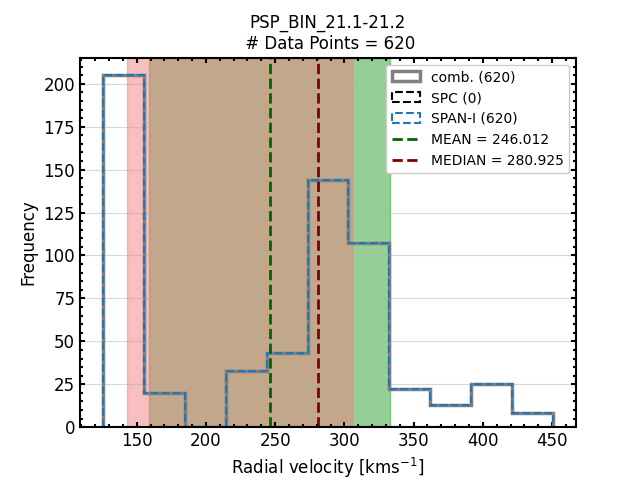 PSP_BIN_21.1-21.2
# Data Points = 620
comb. (620)
SPC (0)
SPAN-I (620)
MEAN = 246.012
MEDIAN = 280.925
200
175
150
125
100
75
50
25
0
Frequency
150 200 250 300 350 400 450
Radial velocity [kms⁻¹]